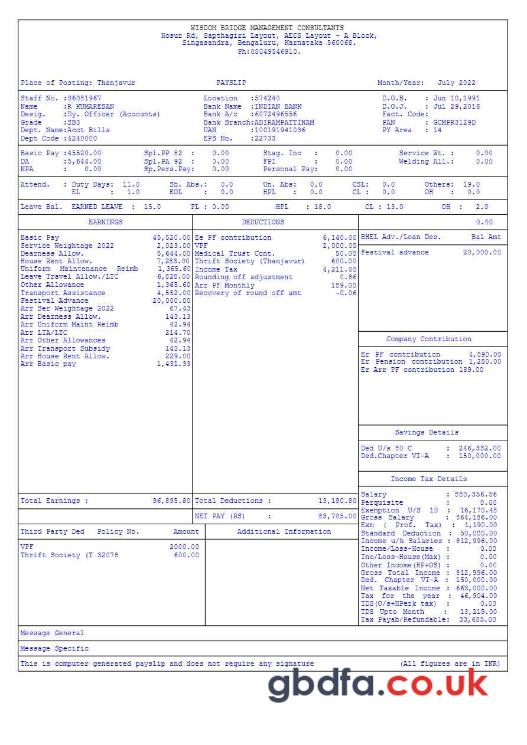 WISDOM BRIDGE MANAGEMENT CONSULTANTS
Hosur Rd, Sapthagiri Layout, AECS Layout - A Block,
Singasandra, Bengaluru, Karnataka 560068.
Ph:08049546910.
Place of Posting: Thanjavur PAYSLIP Month/Year: July 2022
Staff No. :06081967 Location :574240 D.O.B. : Jun 10,1991
Name :R KUMARESAN Bank Name :INDIAN BANK D.O.J. : Jul 29,2016
Desig. :Dy. Officer (Accounts) Bank A/c :6072496556 Fact. Code:
Grade :SB3 Bank Branch:ADIRAMPATTINAM PAN : GCMPR3129D
Dept. Name:Acct Bills UAN :100191941036 PY Area : 14
Dept Code :4240000 EPS No. :22733
Basic Pay :45520.00 Spl.PP 82 : 0.00 Stag. Inc : 0.00 Service Wt. : 0.00
DA :5,644.00 Spl.PA 92 : 0.00 FPI : 0.00 Welding All.: 0.00
NPA : 0.00 Sp.Pers.Pay: 0.00 Personal Pay: 0.00
Attend. : Duty Days: 11.0 Sh. Abs.: 0.0 Un. Abs: 0.0 CSL: 0.0 Others: 19.0
EL : 1.0 EOL : 0.0 HPL : 0.0 CL : 0.0 OH : 0.0
Leave Bal. EARNED LEAVE : 15.0 PL : 0.00 HPL : 18.0 CL : 13.0 OH : 2.0
EARNINGS DEDUCTIONS 0.00
Basic Pay 45,520.00 Ee PF contribution 6,140.00 BHEL Adv./Loan Des. Bal Amt
Service Weightage 2022 2,023.00 VPF 2,000.00
Dearness Allow. 5,644.00 Medical Trust Cont. 50.00 Festival advance 20,000.00
House Rent Allow. 7,283.00 Thrift Society (Thanjavur) 600.00
Uniform Maintenance Reimb 1,365.60 Income Tax 4,211.00
Leave Travel Allow./LTC 6,828.00 Rounding off adjustment 0.86
Other Allowance 1,365.60 Arr PF Monthly 189.00
Transport Assistance 4,552.00 Recovery of round off amt -0.06
Festival Advance 20,000.00
Arr Ser Weightage 2022 67.43
Arr Dearness Allow. 143.13
Arr Uniform Maint Reimb 42.94
Arr LTA/LTC 214.70
Arr Other Allowances 42.94
Arr Transport Subsidy 143.13
Arr House Rent Allow. 229.00
Arr Basic pay 1,431.33
Company Contribution
Er PF contribution 4,890.00
Er Pension contribution 1,250.00
Er Arr PF contribution 189.00
Savings Details
Ded U/s 80 C : 246,332.00
Ded.Chapter VI-A : 150,000.00
Income Tax Details
Total Earnings : 96,895.80 Total Deductions : 13,190.80
NET PAY (RS) : 83,705.00
Salary
Perquisite : 0.00
Exemption U/S 10 : 16,170.48
Gross Salary
Exm ( Prof. Tax) : 1,190.00
Standard Deduction : 50,000.00
Income u/h Salaries : 812,996.00
Income/Loss-House : 0.00
Inc/Loss-House(Max) : 0.00
Other Income(HP+OS) : 0.00
Gross Total Income : 812,996.00
Ded. Chapter VI-A : 150,000.00
Net Taxable Income : 663,000.00
Tax for the year : 46,904.00
TDS(O/s+HPerk tax) : 0.00
TDS Upto Month : 13,219.00
Tax Payab/Refundable: 33,685.00
Third Party Ded Policy No. Amount Additional Information
VPF 2000.00
Thrift Society (T 32078 600.00
Message General
Message Specific
This is computer generated payslip and does not require any signature (All figures are in INR)
gbdfa.co.uk